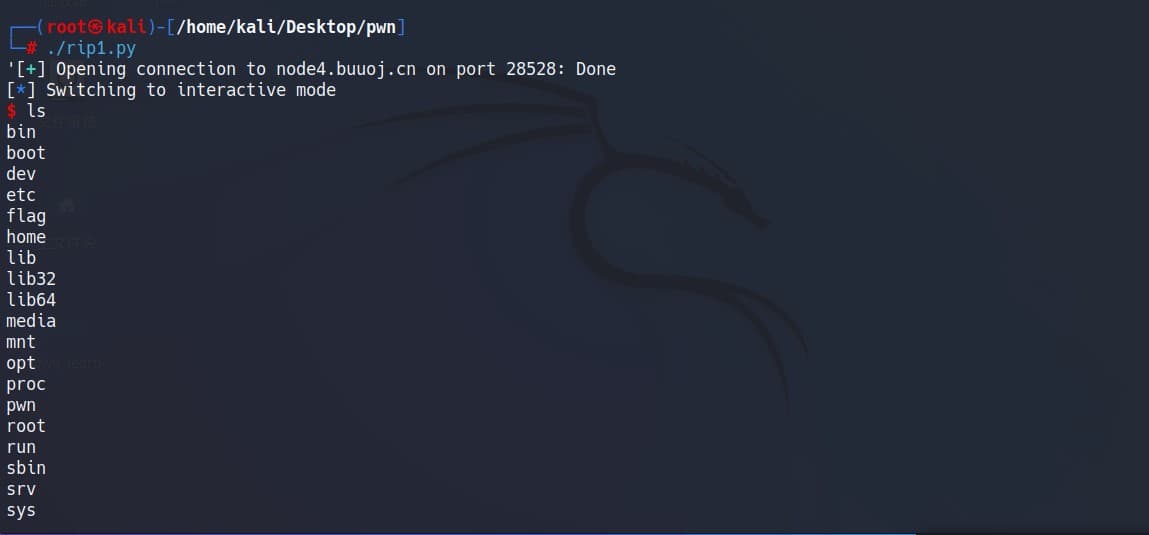 ┌──(root㉿kali)-[/home/kali/Desktop/pwn]
└─# ./rip1.py
'[+] Opening connection to node4.buuoj.cn on port 28528: Done
[*] Switching to interactive mode
$ ls
bin
boot
dev
etc
flag
home
lib
lib32
lib64
media
mnt
opt
proc
pwn
root
run
sbin
srv
sys